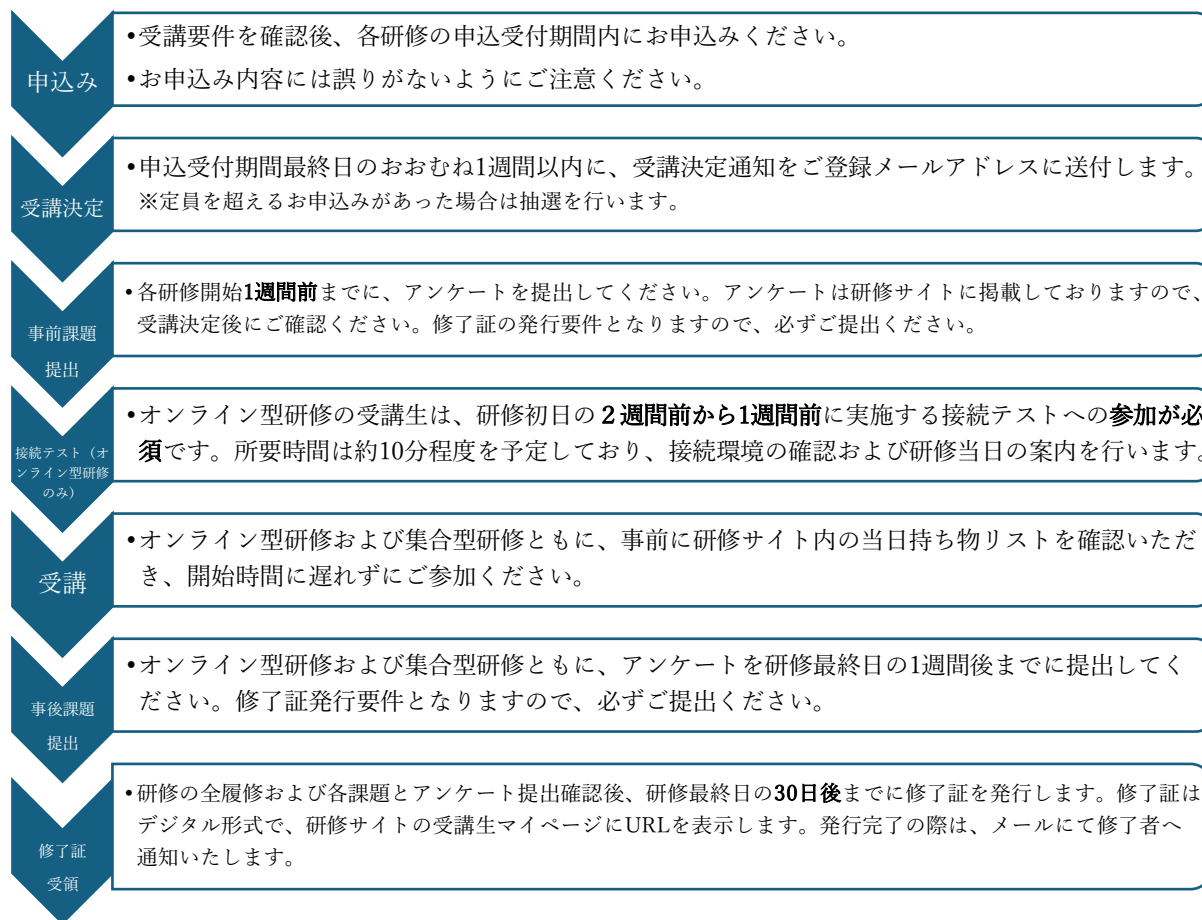 申込み
•受講要件を確認後、各研修の申込受付期間内にお申込みください。
•お申込み内容には誤りがないようにご注意ください。
受講決定
•申込受付期間最終日のおおむね1週間以内に、受講決定通知をご登録メールアドレスに送付します。
※定員を超えるお申込みがあった場合は抽選を行います。
事前課題
提出
•各研修開始1週間前までに、アンケートを提出してください。アンケートは研修サイトに掲載しておりますので、
受講決定後にご確認ください。修了証の発行要件となりますので、必ずご提出ください。
接続テスト（オ
ンライン型研修
のみ）
•オンライン型研修の受講生は、研修初日の２週間前から1週間前に実施する接続テストへの参加が必
須です。所要時間は約10分程度を予定しており、接続環境の確認および研修当日の案内を行います。
受講
•オンライン型研修および集合型研修ともに、事前に研修サイト内の当日持ち物リストを確認いただ
き、開始時間に遅れずにご参加ください。
事後課題
提出
•オンライン型研修および集合型研修ともに、アンケートを研修最終日の1週間後までに提出してく
ださい。修了証発行要件となりますので、必ずご提出ください。
修了証
受領
•研修の全履修および各課題とアンケート提出確認後、研修最終日の30日後までに修了証を発行します。修了証は
デジタル形式で、研修サイトの受講生マイページにURLを表示します。発行完了の際は、メールにて修了者へ
通知いたします。